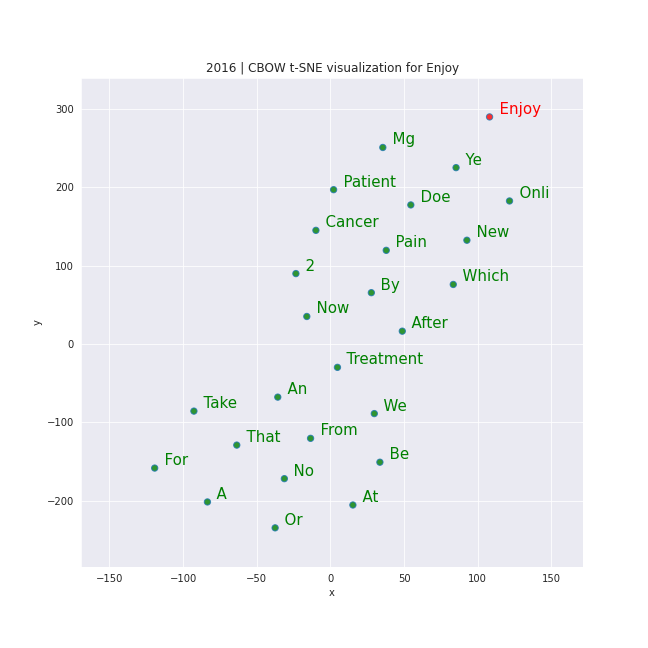 2016 | CBOW t-SNE visualization for Enjoy
300
200
100
0
−100
−200
y
Enjoy
Mg
Ye
Patient
Onli
Doe
Cancer
New
Pain
2
Which
By
Now
After
Treatment
An
Take
We
From
That
Be
For
No
A
At
Or
−150
−100
−50
0
50
100
150
x